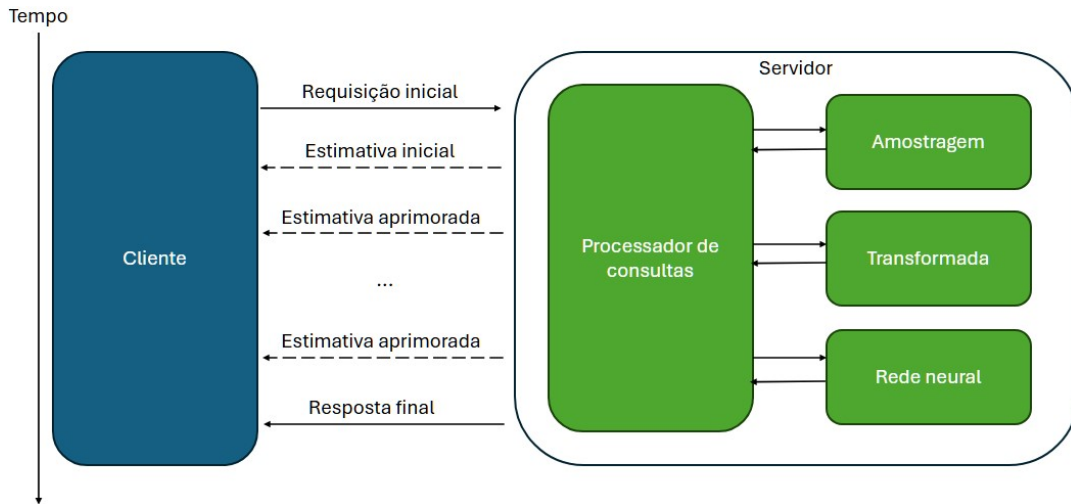 Tempo
Servidor
Requisição inicial
Estimativa inicial
Estimativa aprimorada
...
Estimativa aprimorada
Resposta final
Cliente
Processador de
consultas
Amostragem
Transformada
Rede neural